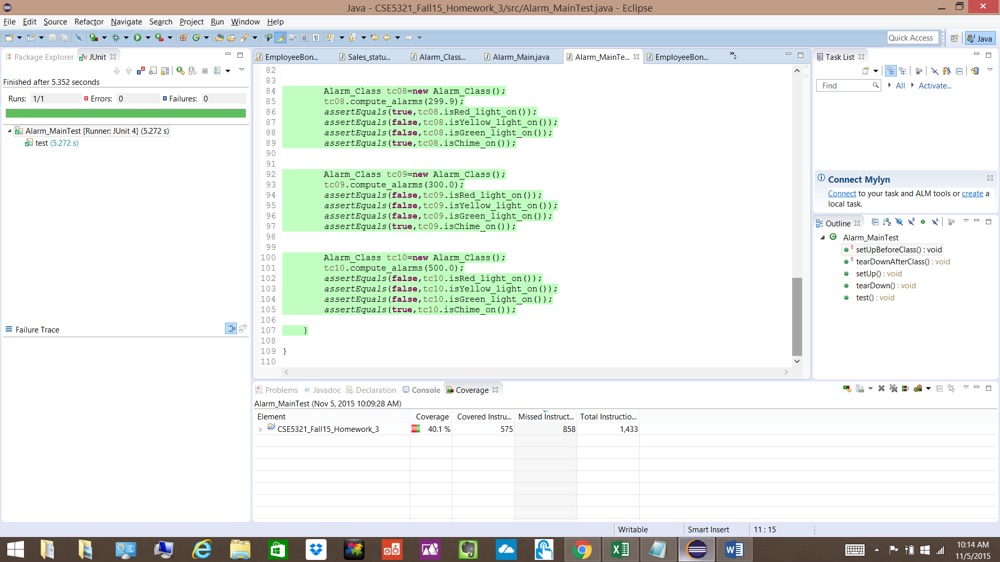 Java - CSE5321_Fall15_Homework_3/src/Alarm_MainTest.java - Eclipse
File Edit Source Refactor Navigate Search Project Run Window Help
Quick Access
Java
Package Explorer JUnit
Finished after 5.352 seconds
Runs: 1/1 Errors: 0 Failures: 0
Alarm_MainTest [Runner: JUnit 4] (5.272 s)
test (5.272 s)
Failure Trace
EmployeeBon... Sales_statu... Alarm_Class... Alarm_Main.java Alarm_MainTe... EmployeeBon... »2
82
83
84 Alarm_Class tc08=new Alarm_Class();
85 tc08.compute_alarms(299.9);
86 assertEquals(true,tc08.isRed_light_on());
87 assertEquals(false,tc08.isYellow_light_on());
88 assertEquals(false,tc08.isGreen_light_on());
89 assertEquals(true,tc08.isChime_on());
90
91
92 Alarm_Class tc09=new Alarm_Class();
93 tc09.compute_alarms(300.0);
94 assertEquals(false,tc09.isRed_light_on());
95 assertEquals(false,tc09.isYellow_light_on());
96 assertEquals(false,tc09.isGreen_light_on());
97 assertEquals(true,tc09.isChime_on());
98
99
100 Alarm_Class tc10=new Alarm_Class();
101 tc10.compute_alarms(500.0);
102 assertEquals(false,tc10.isRed_light_on());
103 assertEquals(false,tc10.isYellow_light_on());
104 assertEquals(false,tc10.isGreen_light_on());
105 assertEquals(true,tc10.isChime_on());
106
107 }
108
109 }
110
Task List
Find All Activate...
Connect Mylyn
Connect to your task and ALM tools or create a
local task.
Outline
Alarm_MainTest
setUpBeforeClass() : void
tearDownAfterClass() : void
setUp() : void
tearDown() : void
test() : void
Problems @ Javadoc Declaration Console Coverage
Alarm_MainTest (Nov 5, 2015 10:09:28 AM)
Element Coverage Covered Instru... Missed Instruct... Total Instructio...
CSE5321_Fall15_Homework_3 40.1 % 575 858 1,433
Writable Smart Insert 11 : 15
10:14 AM
11/5/2015